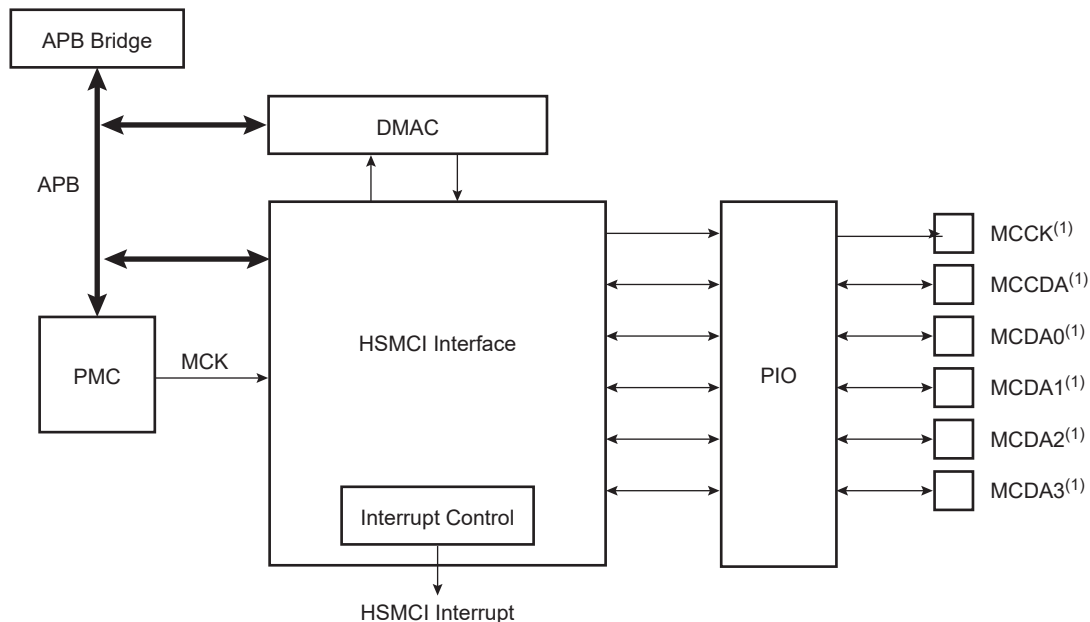 APB Bridge
DMAC
APB
MCCK(1)
MCCDA(1)
HSMCI Interface
MCDA0(1)
MCK
PMC
PIO
MCDA1(1)
MCDA2(1)
MCDA3(1)
Interrupt Control
HSMCI Interrupt